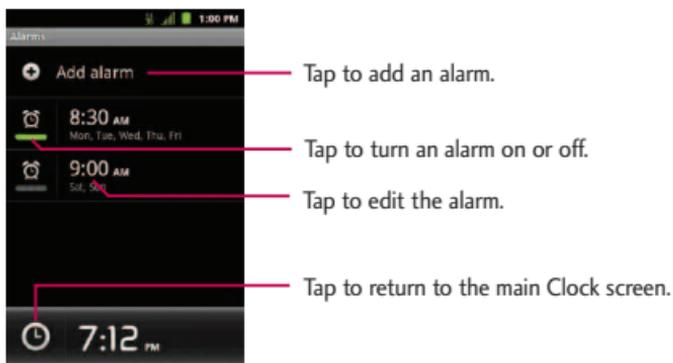 1:00 PM
Alarms
Add alarm
Tap to add an alarm.
8:30 AM
Mon, Tue, Wed, Thu, Fri
Tap to turn an alarm on or off.
9:00 AM
Sat, Sun
Tap to edit the alarm.
Tap to return to the main Clock screen.
7:12 PM